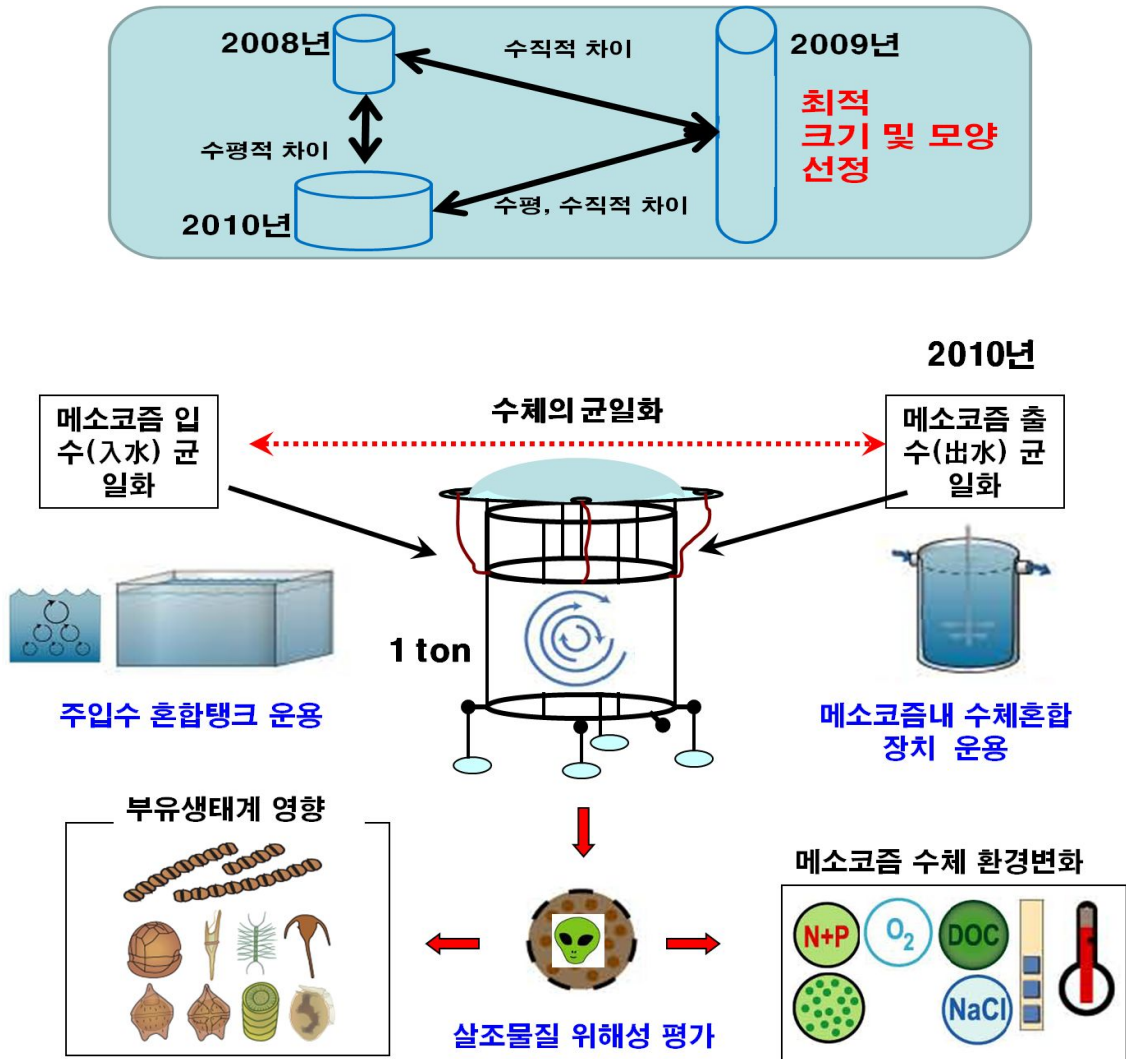 2008년
수직적 차이
2009년
최적
크기 및 모양
선정
수평적 차이
2010년
수평, 수직적 차이
2010년
메소코즘 입
수(入水) 균
일화
수체의 균일화
메소코즘 출
수(出水) 균
일화
1 ton
주입수 혼합탱크 운용
메소코즘내 수체혼합
장치 운용
부유생태계 영향
메소코즘 수체 환경변화
N+P
O2
DOC
NaCl
살조물질 위해성 평가